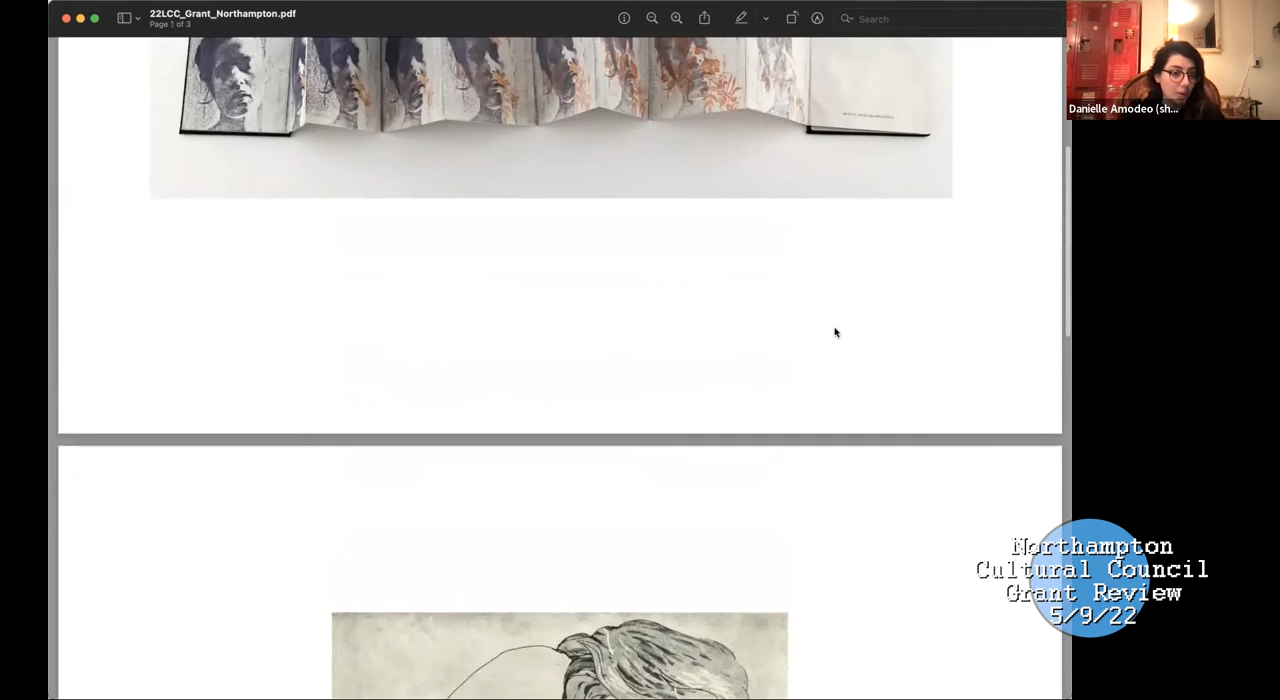 22LCC_Grant_Northampton.pdf
Page 1 of 3
Search
Danielle Amodeo (sh...
Northampton
Cultural Council
Grant Review
5/9/22